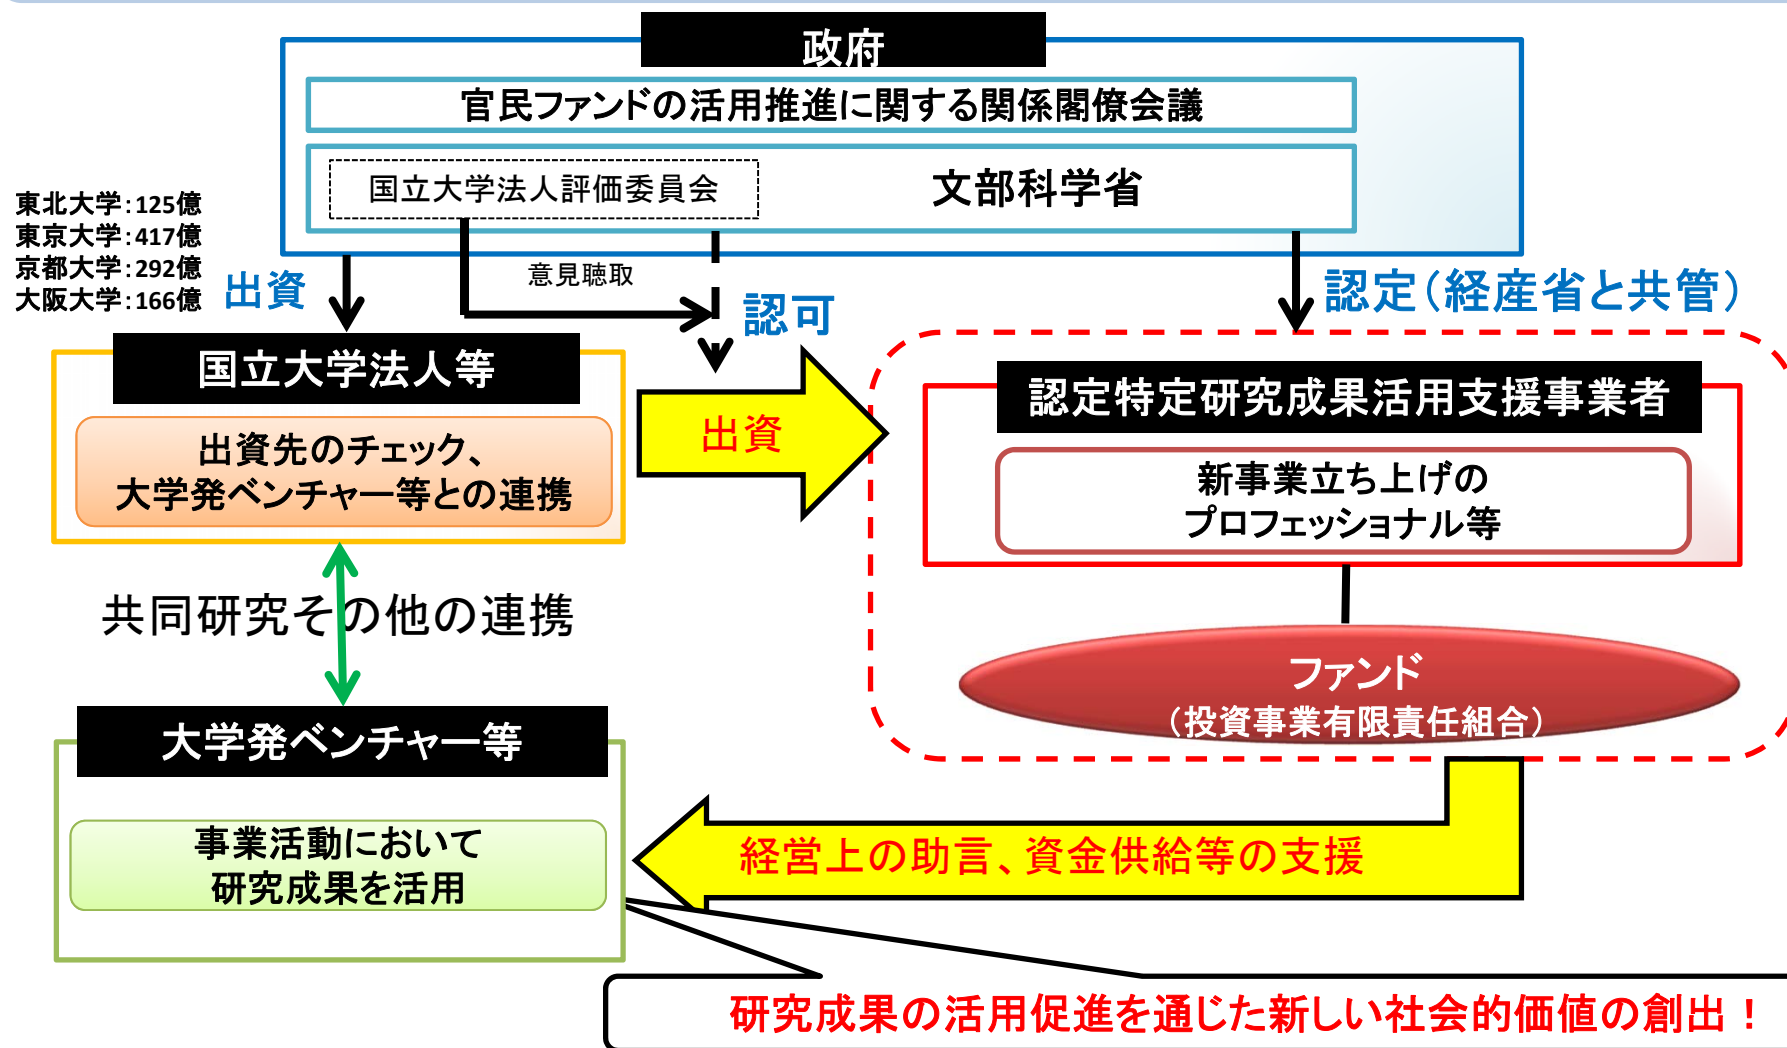 政府
官民ファンドの活用推進に関する関係閣僚会議
国立大学法人評価委員会
文部科学省
東北大学：125億
東京大学：417億
京都大学：292億
大阪大学：166億
出資
意見聴取
認可
認定（経産省と共管）
国立大学法人等
出資先のチェック、
大学発ベンチャー等との連携
出資
認定特定研究成果活用支援事業者
新事業立ち上げの
プロフェッショナル等
共同研究その他の連携
ファンド
（投資事業有限責任組合）
大学発ベンチャー等
事業活動において
研究成果を活用
経営上の助言、資金供給等の支援
研究成果の活用促進を通じた新しい社会的価値の創出！